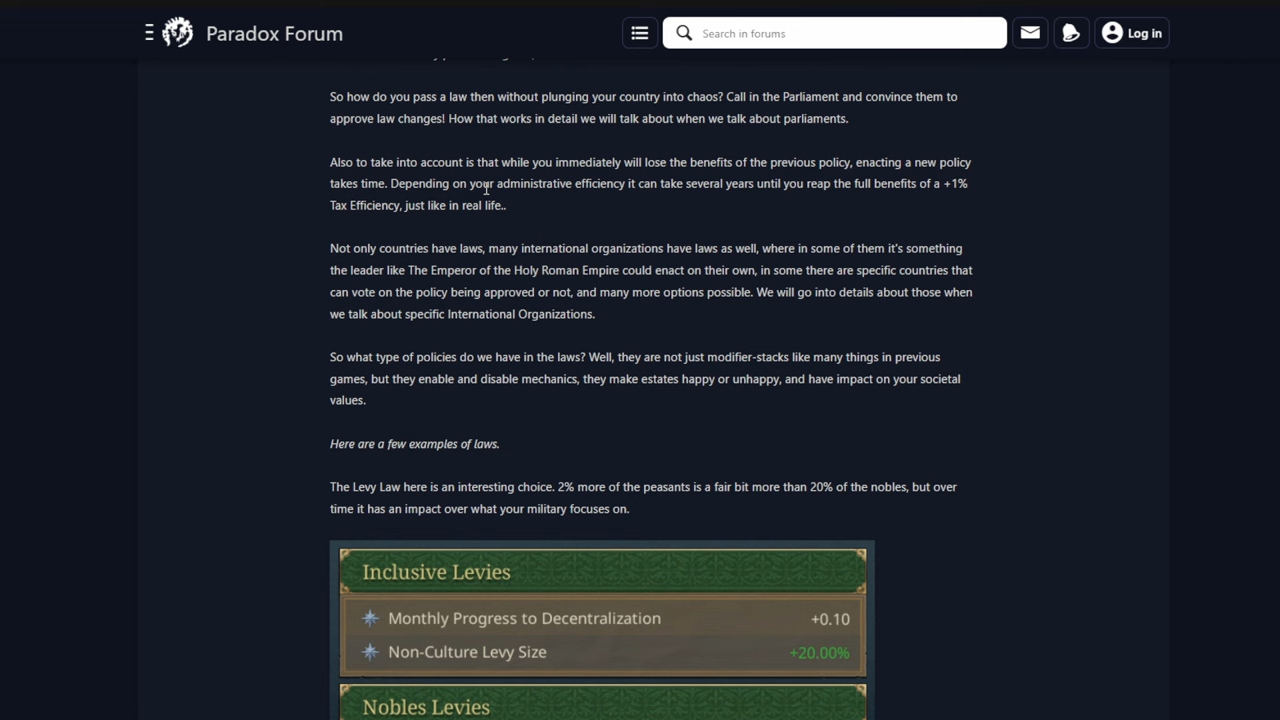 Paradox Forum
Search in forums
Log in
So how do you pass a law then without plunging your country into chaos? Call in the Parliament and convince them to
approve law changes! How that works in detail we will talk about when we talk about parliaments.
Also to take into account is that while you immediately will lose the benefits of the previous policy, enacting a new policy
takes time. Depending on your administrative efficiency it can take several years until you reap the full benefits of a +1%
Tax Efficiency, just like in real life..
Not only countries have laws, many international organizations have laws as well, where in some of them it's something
the leader like The Emperor of the Holy Roman Empire could enact on their own, in some there are specific countries that
can vote on the policy being approved or not, and many more options possible. We will go into details about those when
we talk about specific International Organizations.
So what type of policies do we have in the laws? Well, they are not just modifier-stacks like many things in previous
games, but they enable and disable mechanics, they make estates happy or unhappy, and have impact on your societal
values.
Here are a few examples of laws.
The Levy Law here is an interesting choice. 2% more of the peasants is a fair bit more than 20% of the nobles, but over
time it has an impact over what your military focuses on.
Inclusive Levies
Monthly Progress to Decentralization +0.10
Non-Culture Levy Size +20.00%
Nobles Levies